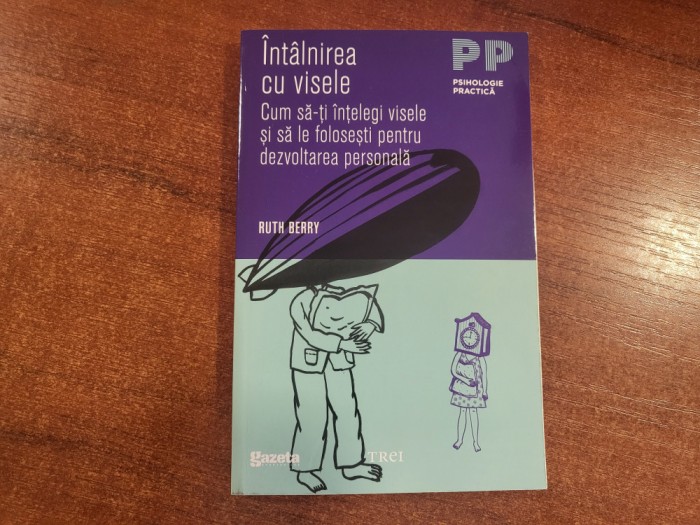 Întâlnirea
cu visele
Cum să-ți înțelegi visele
și să le folosești pentru
dezvoltarea personală
RUTH BERRY
PP
PSIHOLOGIE
PRACTICĂ
gazeta
TREI